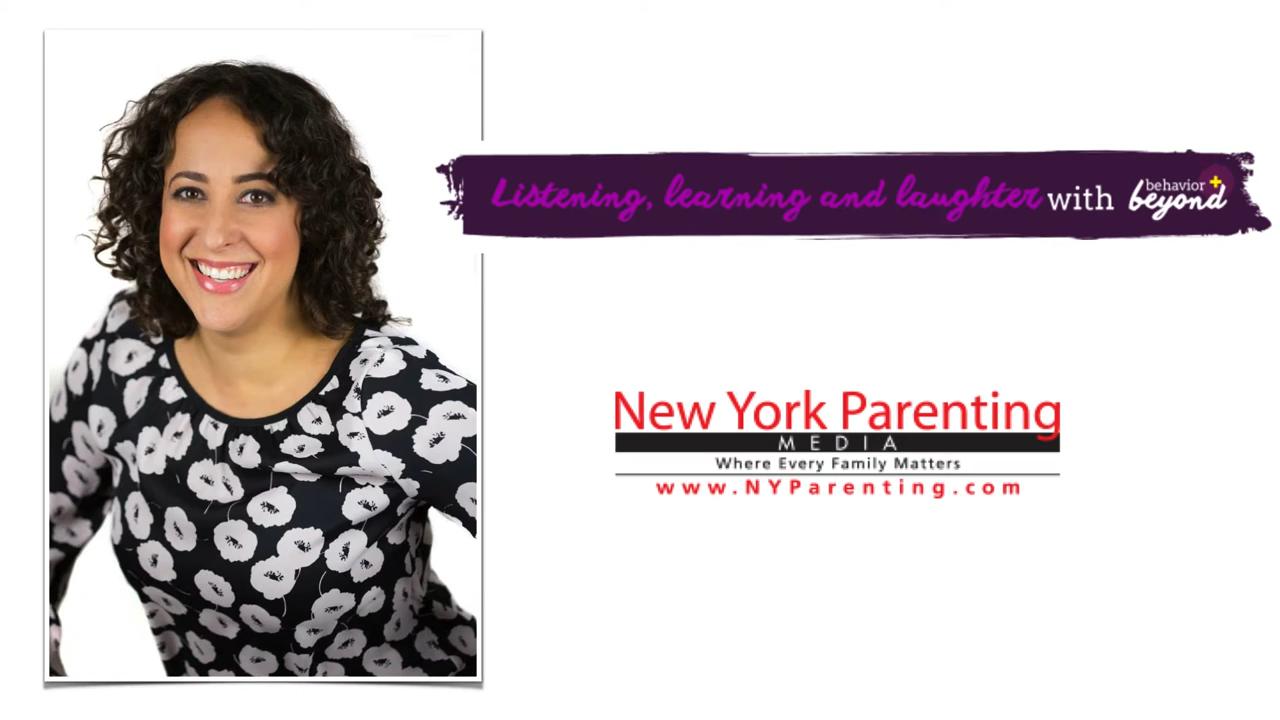 Listening, learning and laughter with behavior + beyond
New York Parenting
MEDIA
Where Every Family Matters
www.NYParenting.com